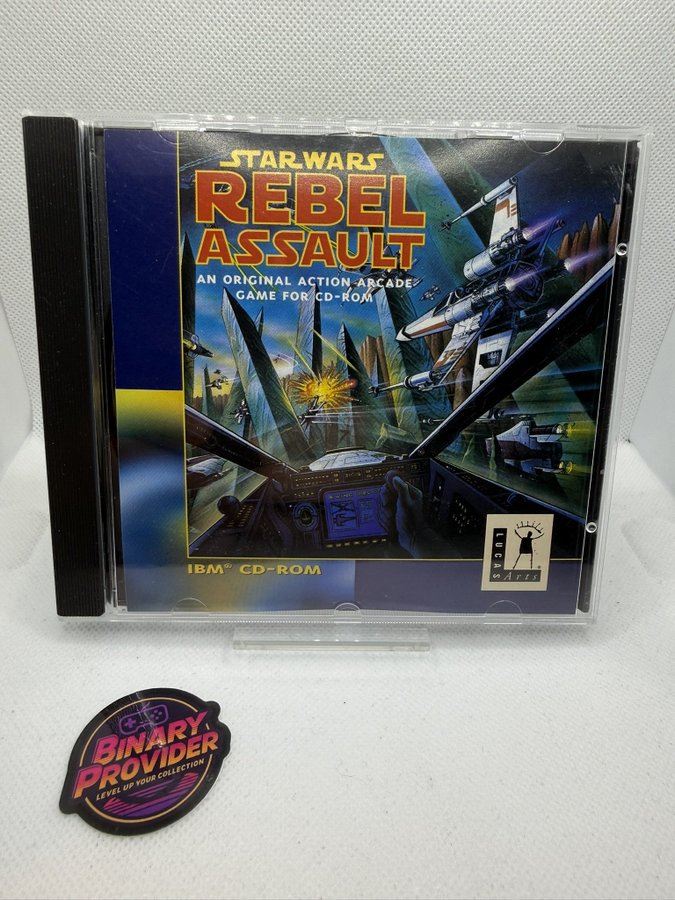 STAR WARS
REBEL
ASSAULT
AN ORIGINAL ACTION ARCADE
GAME FOR CD-ROM
IBM® CD-ROM
LUCAS
Arts
®
BINARY
PROVIDER
LEVEL UP YOUR COLLECTION